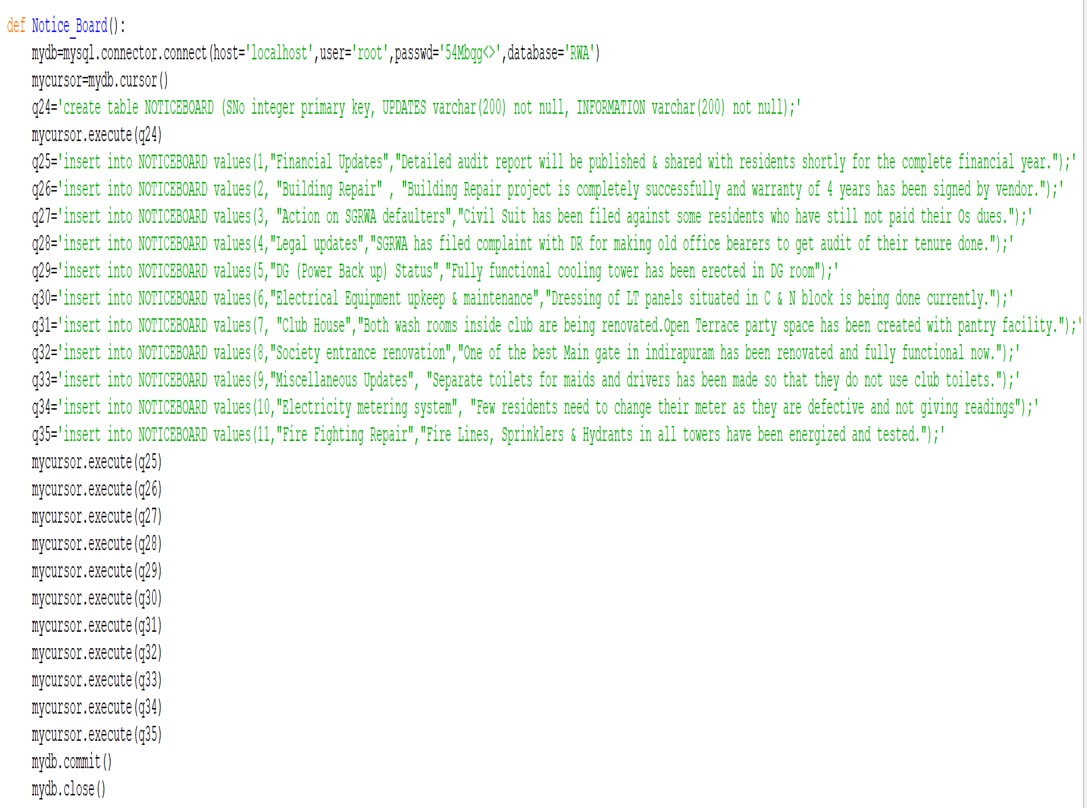 def Notice_Board():
    mydb=mysql.connector.connect(host='localhost',user='root',passwd='54Mbqg<>',database='RWA')
    mycursor=mydb.cursor()
    q24='create table NOTICEBOARD (SNo integer primary key, UPDATES varchar(200) not null, INFORMATION varchar(200) not null);'
    mycursor.execute(q24)
    q25='insert into NOTICEBOARD values(1,"Financial Updates","Detailed audit report will be published & shared with residents shortly for the complete financial year.");'
    q26='insert into NOTICEBOARD values(2, "Building Repair" , "Building Repair project is completely successfully and warranty of 4 years has been signed by vendor.");'
    q27='insert into NOTICEBOARD values(3, "Action on SGRWA defaulters","Civil Suit has been filed against some residents who have still not paid their Os dues.");'
    q28='insert into NOTICEBOARD values(4,"Legal updates","SGRWA has filed complaint with DR for making old office bearers to get audit of their tenure done.");'
    q29='insert into NOTICEBOARD values(5,"DG (Power Back up) Status","Fully functional cooling tower has been erected in DG room");'
    q30='insert into NOTICEBOARD values(6,"Electrical Equipment upkeep & maintenance","Dressing of LT panels situated in C & N block is being done currently.");'
    q31='insert into NOTICEBOARD values(7, "Club House","Both wash rooms inside club are being renovated.Open Terrace party space has been created with pantry facility.");'
    q32='insert into NOTICEBOARD values(8,"Society entrance renovation","One of the best Main gate in indirapuram has been renovated and fully functional now.");'
    q33='insert into NOTICEBOARD values(9,"Miscellaneous Updates", "Separate toilets for maids and drivers has been made so that they do not use club toilets.");'
    q34='insert into NOTICEBOARD values(10,"Electricity metering system", "Few residents need to change their meter as they are defective and not giving readings");'
    q35='insert into NOTICEBOARD values(11,"Fire Fighting Repair","Fire Lines, Sprinklers & Hydrants in all towers have been energized and tested.");'
    mycursor.execute(q25)
    mycursor.execute(q26)
    mycursor.execute(q27)
    mycursor.execute(q28)
    mycursor.execute(q29)
    mycursor.execute(q30)
    mycursor.execute(q31)
    mycursor.execute(q32)
    mycursor.execute(q33)
    mycursor.execute(q34)
    mycursor.execute(q35)
    mydb.commit()
    mydb.close()